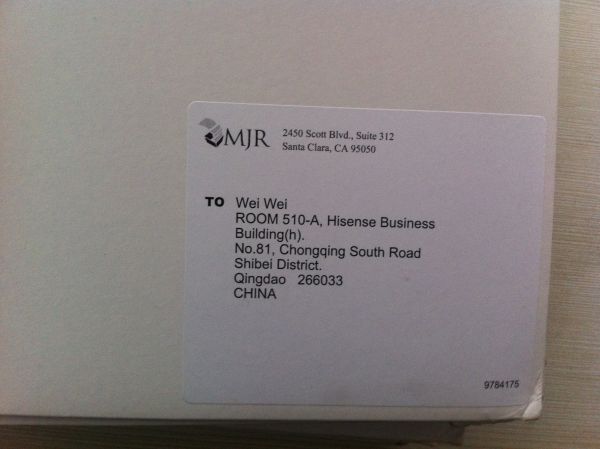 MJR
2450 Scott Blvd., Suite 312
Santa Clara, CA 95050
TO Wei Wei
ROOM 510-A, Hisense Business
Building(h).
No.81, Chongqing South Road
Shibei District.
Qingdao 266033
CHINA
9784175